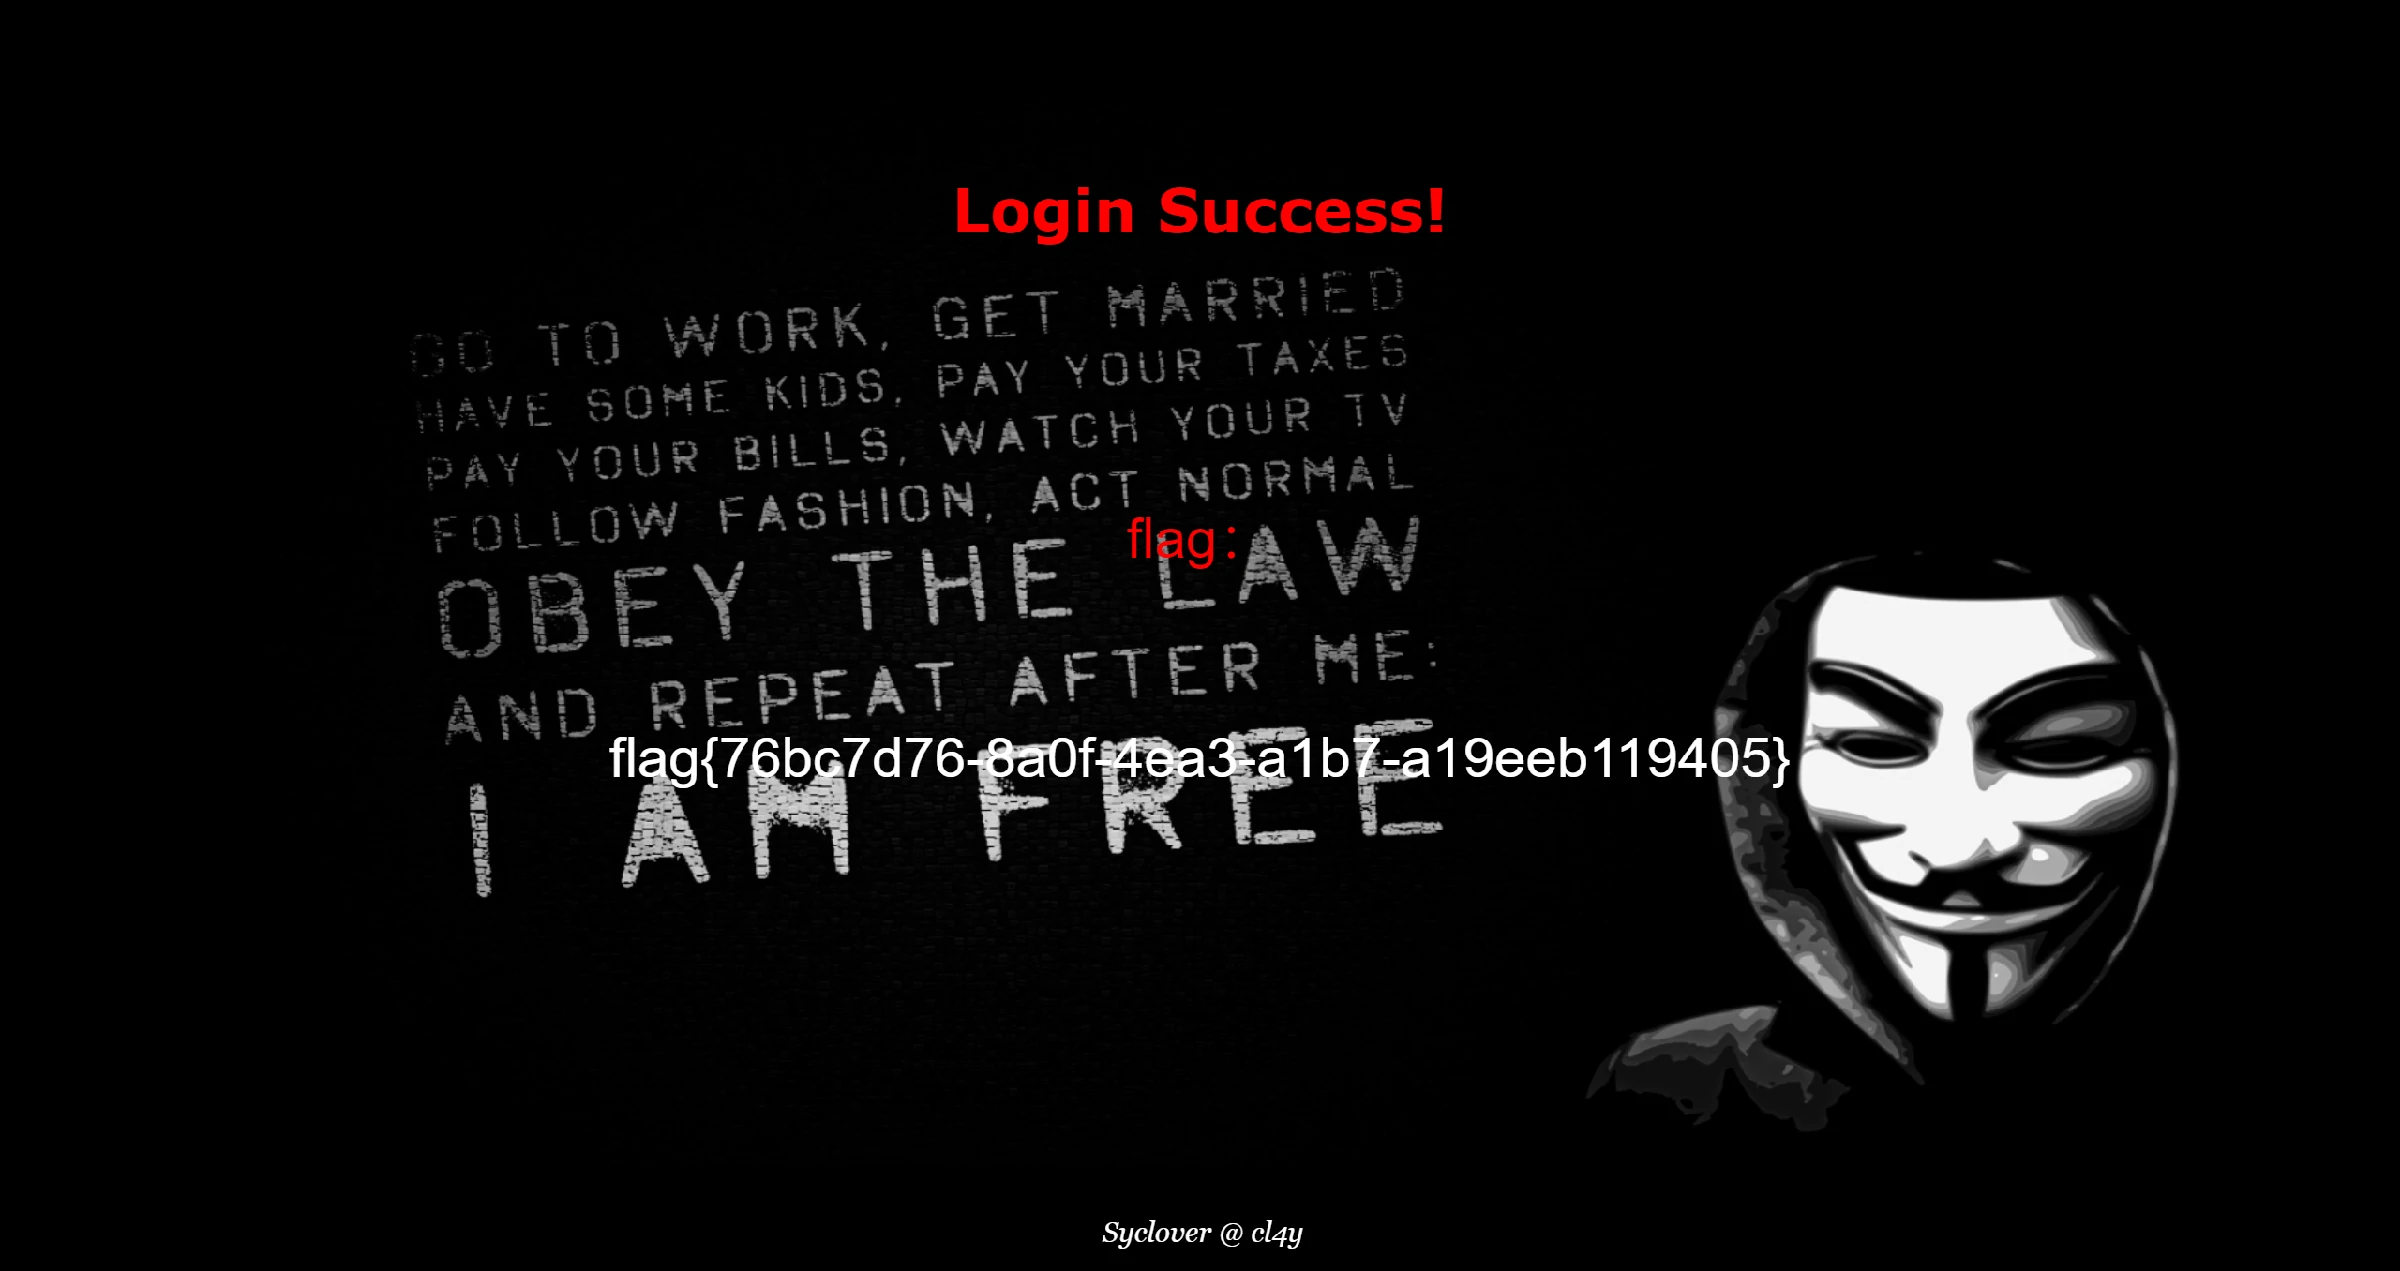 Login Success!
GO TO WORK, GET MARRIED
HAVE SOME KIDS, PAY YOUR TAXES
PAY YOUR BILLS, WATCH YOUR TV
FOLLOW FASHION, ACT NORMAL
flag:
OBEY THE LAW
AND REPEAT AFTER ME:
flag{76bc7d76-8a0f-4ea3-a1b7-a19eeb119405}
I AM FREE
Syclover @ cl4y